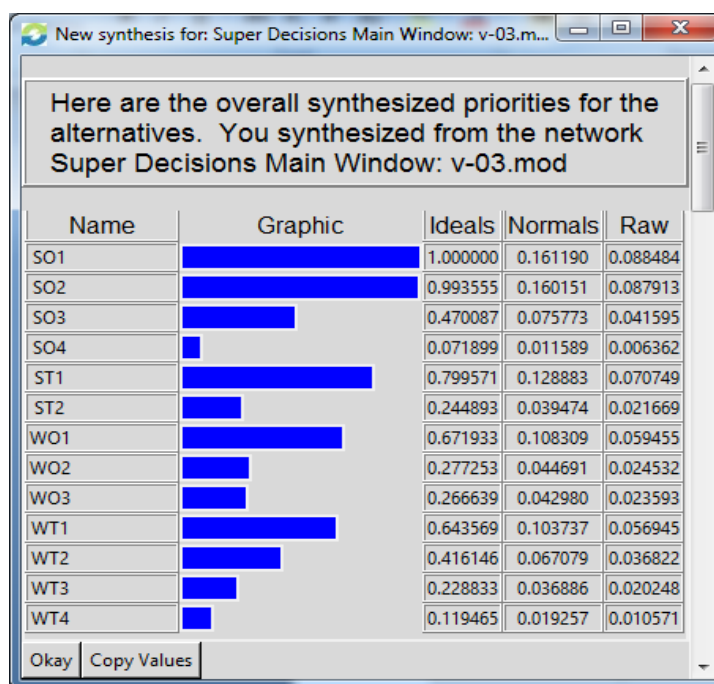 New synthesis for: Super Decisions Main Window: v-03.m...
Here are the overall synthesized priorities for the
alternatives. You synthesized from the network
Super Decisions Main Window: v-03.mod
Name Graphic Ideals Normals Raw
SO1 1.000000 0.161190 0.088484
SO2 0.993555 0.160151 0.087913
SO3 0.470087 0.075773 0.041595
SO4 0.071899 0.011589 0.006362
ST1 0.799571 0.128883 0.070749
ST2 0.244893 0.039474 0.021669
WO1 0.671933 0.108309 0.059455
WO2 0.277253 0.044691 0.024532
WO3 0.266639 0.042980 0.023593
WT1 0.643569 0.103737 0.056945
WT2 0.416146 0.067079 0.036822
WT3 0.228833 0.036886 0.020248
WT4 0.119465 0.019257 0.010571
Okay Copy Values